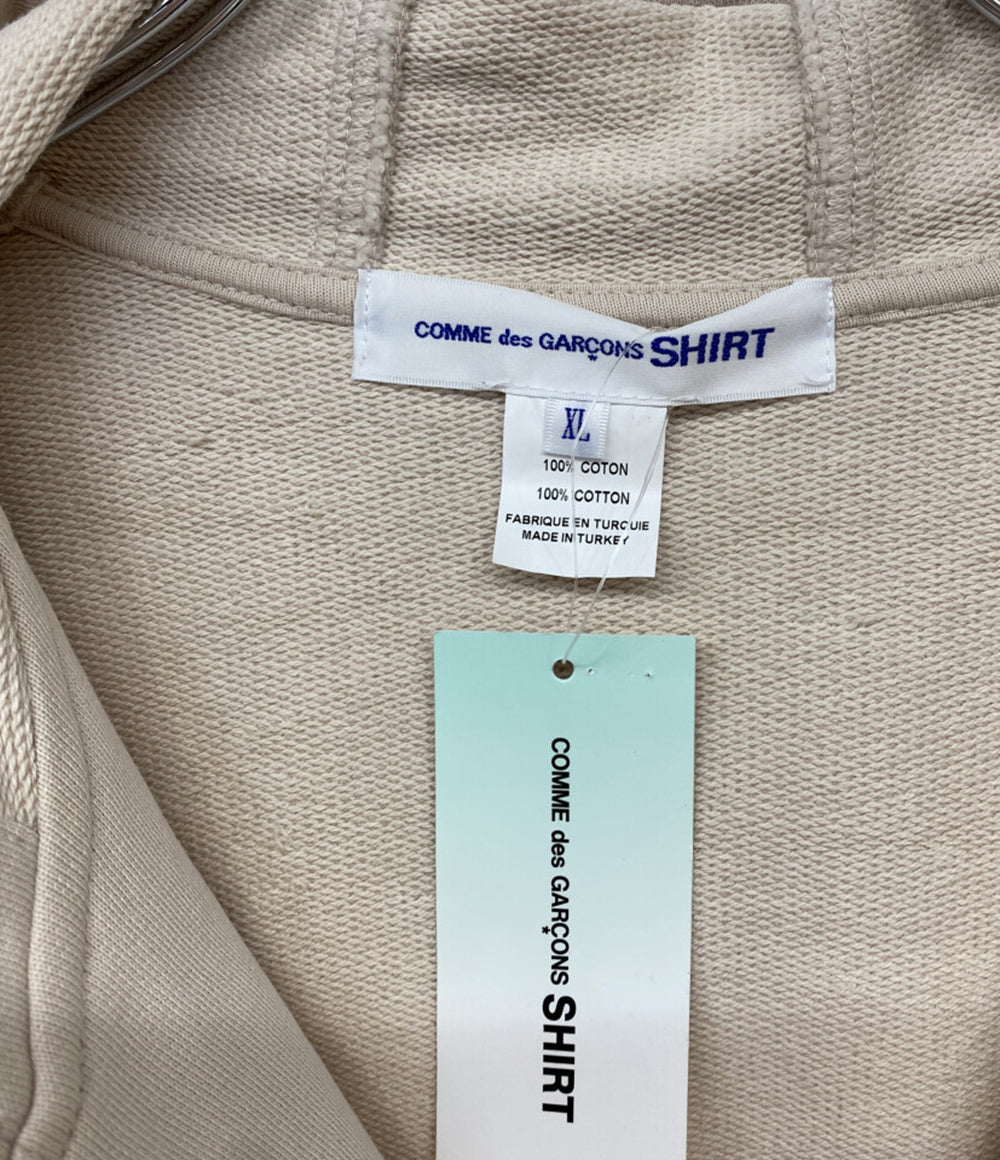 COMME des GARÇONS SHIRT
XL
100% COTON
100% COTTON
FABRIQUE EN TURQUIE
MADE IN TURKEY
COMME des GARÇONS SHIRT